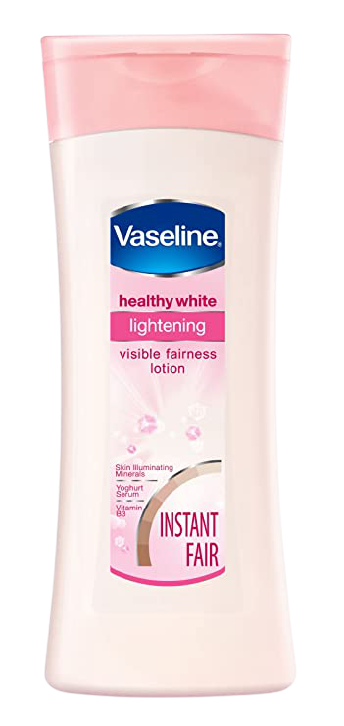 Vaseline®
healthy white
lightening
visible fairness
lotion
Skin Illuminating
Minerals
Yoghurt
Serum
Vitamin
B3
INSTANT
FAIR